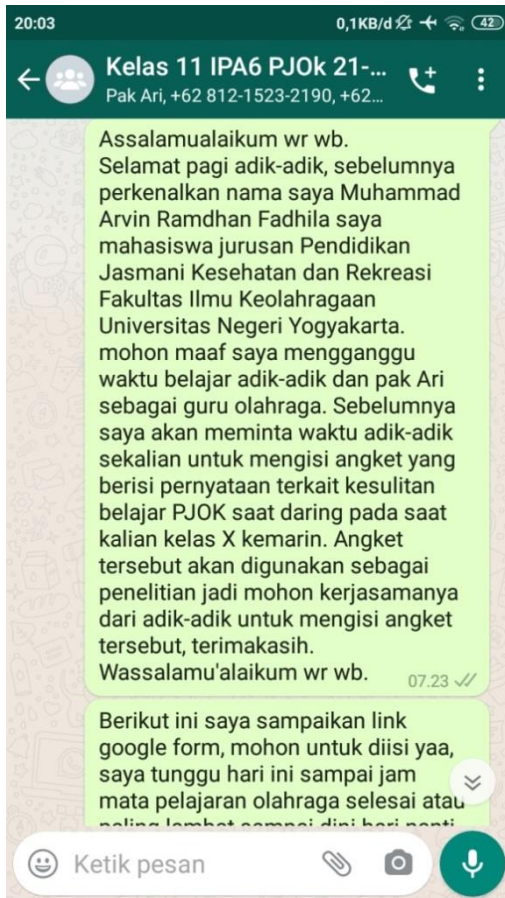 20:03
0,1KB/d
42
Kelas 11 IPA6 PJOk 21-...
Pak Ari, +62 812-1523-2190, +62...
Assalamualaikum wr wb.
Selamat pagi adik-adik, sebelumnya
perkenalkan nama saya Muhammad
Arvin Ramdhan Fadhila saya
mahasiswa jurusan Pendidikan
Jasmani Kesehatan dan Rekreasi
Fakultas Ilmu Keolahragaan
Universitas Negeri Yogyakarta.
mohon maaf saya mengganggu
waktu belajar adik-adik dan pak Ari
sebagai guru olahraga. Sebelumnya
saya akan meminta waktu adik-adik
sekalian untuk mengisi angket yang
berisi pernyataan terkait kesulitan
belajar PJOK saat daring pada saat
kalian kelas X kemarin. Angket
tersebut akan digunakan sebagai
penelitian jadi mohon kerjasamanya
dari adik-adik untuk mengisi angket
tersebut, terimakasih.
Wassalamu'alaikum wr wb.
07.23
Berikut ini saya sampaikan link
google form, mohon untuk diisi yaa,
saya tunggu hari ini sampai jam
mata pelajaran olahraga selesai atau
paling lambat sampai dini hari nanti
Ketik pesan